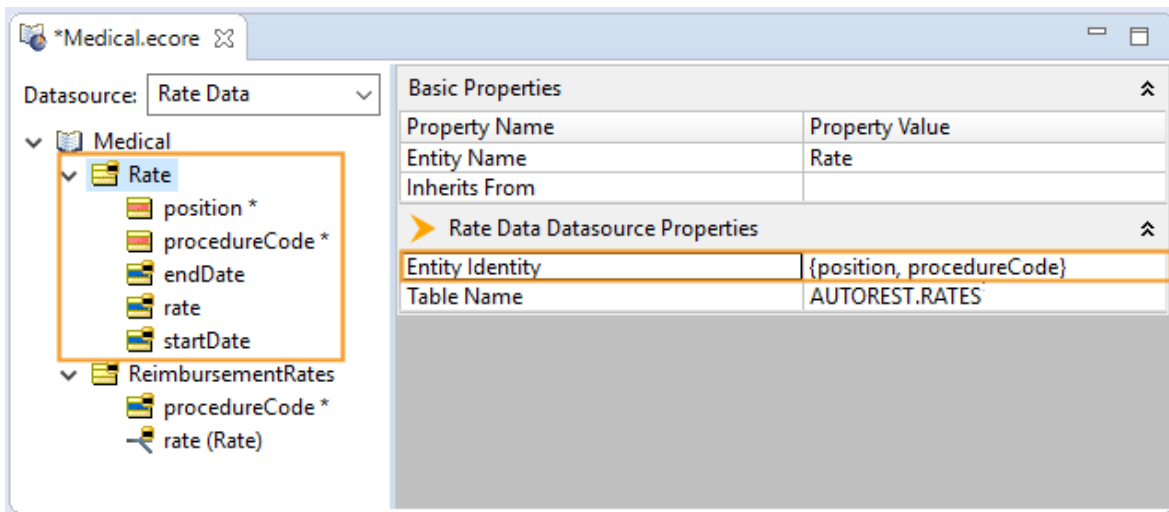 *Medical.ecore
Datasource: Rate Data
Medical
Rate
position *
procedureCode *
endDate
rate
startDate
ReimbursementRates
procedureCode *
rate (Rate)
Basic Properties
Property Name Property Value
Entity Name Rate
Inherits From
Rate Data Datasource Properties
Entity Identity {position, procedureCode}
Table Name AUTOREST.RATES